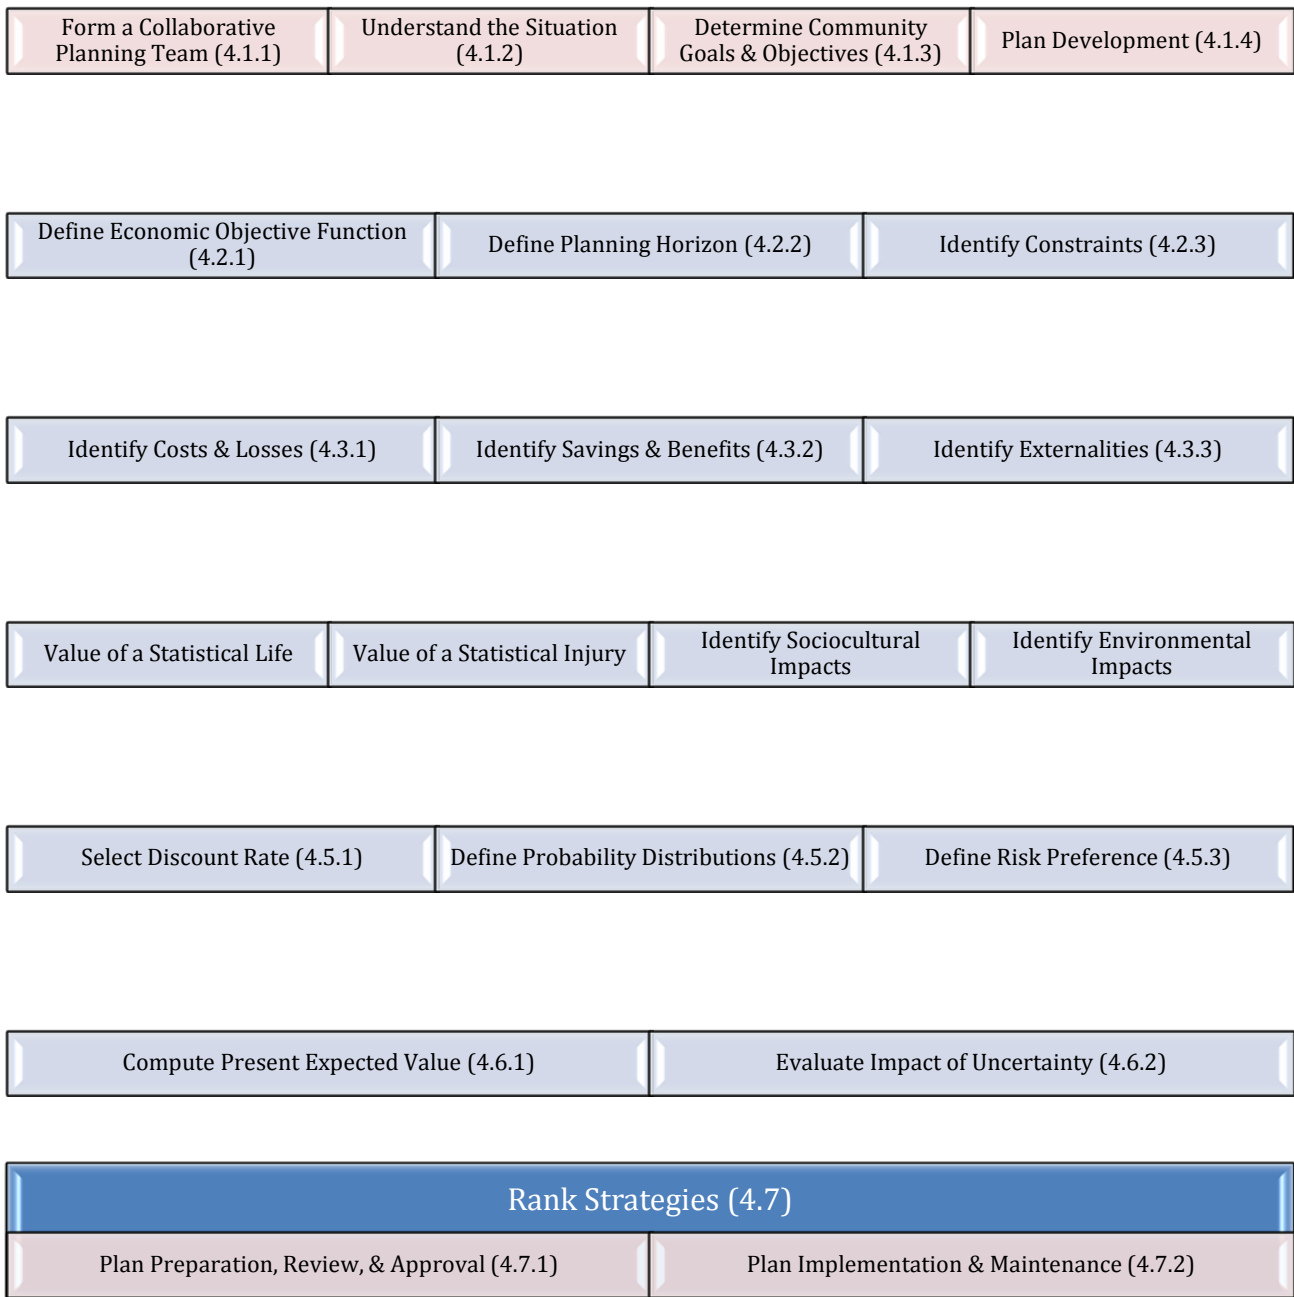 Form a Collaborative
Planning Team (4.1.1)
Understand the Situation
(4.1.2)
Determine Community
Goals & Objectives (4.1.3)
Plan Development (4.1.4)
Define Economic Objective Function
(4.2.1)
Define Planning Horizon (4.2.2)
Identify Constraints (4.2.3)
Identify Costs & Losses (4.3.1)
Identify Savings & Benefits (4.3.2)
Identify Externalities (4.3.3)
Value of a Statistical Life
Value of a Statistical Injury
Identify Sociocultural
Impacts
Identify Environmental
Impacts
Select Discount Rate (4.5.1)
Define Probability Distributions (4.5.2)
Define Risk Preference (4.5.3)
Compute Present Expected Value (4.6.1)
Evaluate Impact of Uncertainty (4.6.2)
Rank Strategies (4.7)
Plan Preparation, Review, & Approval (4.7.1)
Plan Implementation & Maintenance (4.7.2)